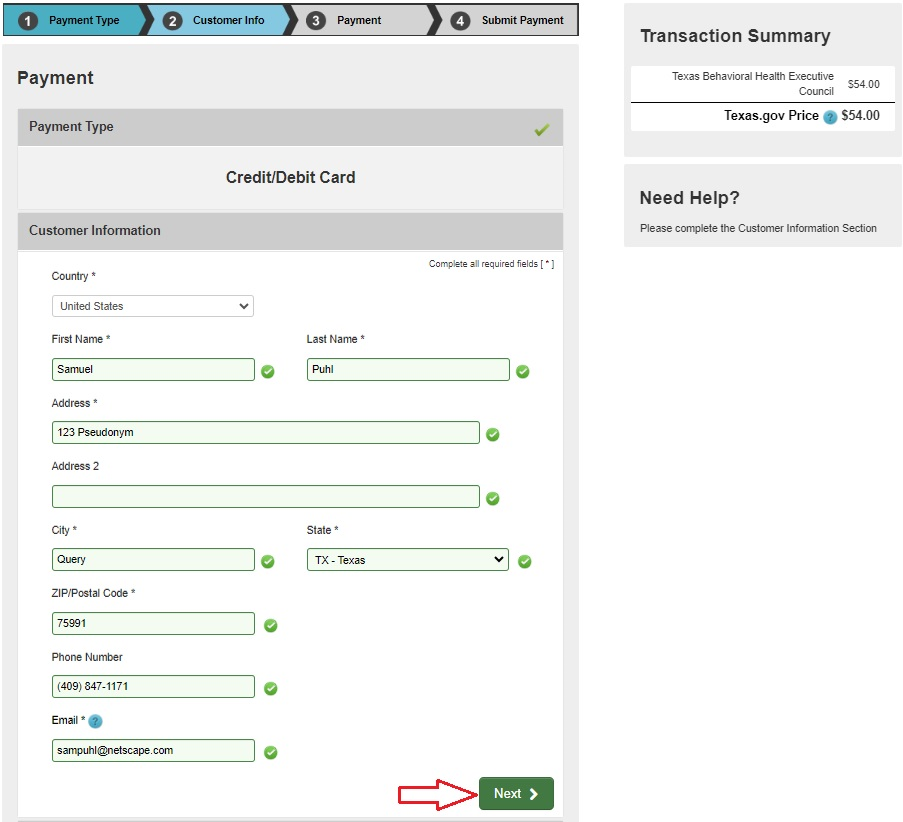 1 Payment Type 2 Customer Info 3 Payment 4 Submit Payment
Payment
Payment Type
Credit/Debit Card
Customer Information
Complete all required fields [ * ]
Country *
United States
First Name * Last Name *
Samuel Puhl
Address *
123 Pseudonym
Address 2
City * State *
Query TX - Texas
ZIP/Postal Code *
75991
Phone Number
(409) 847-1171
Email * ?
sampuhl@netscape.com
Next
Transaction Summary
Texas Behavioral Health Executive
Council $54.00
Texas.gov Price ? $54.00
Need Help?
Please complete the Customer Information Section